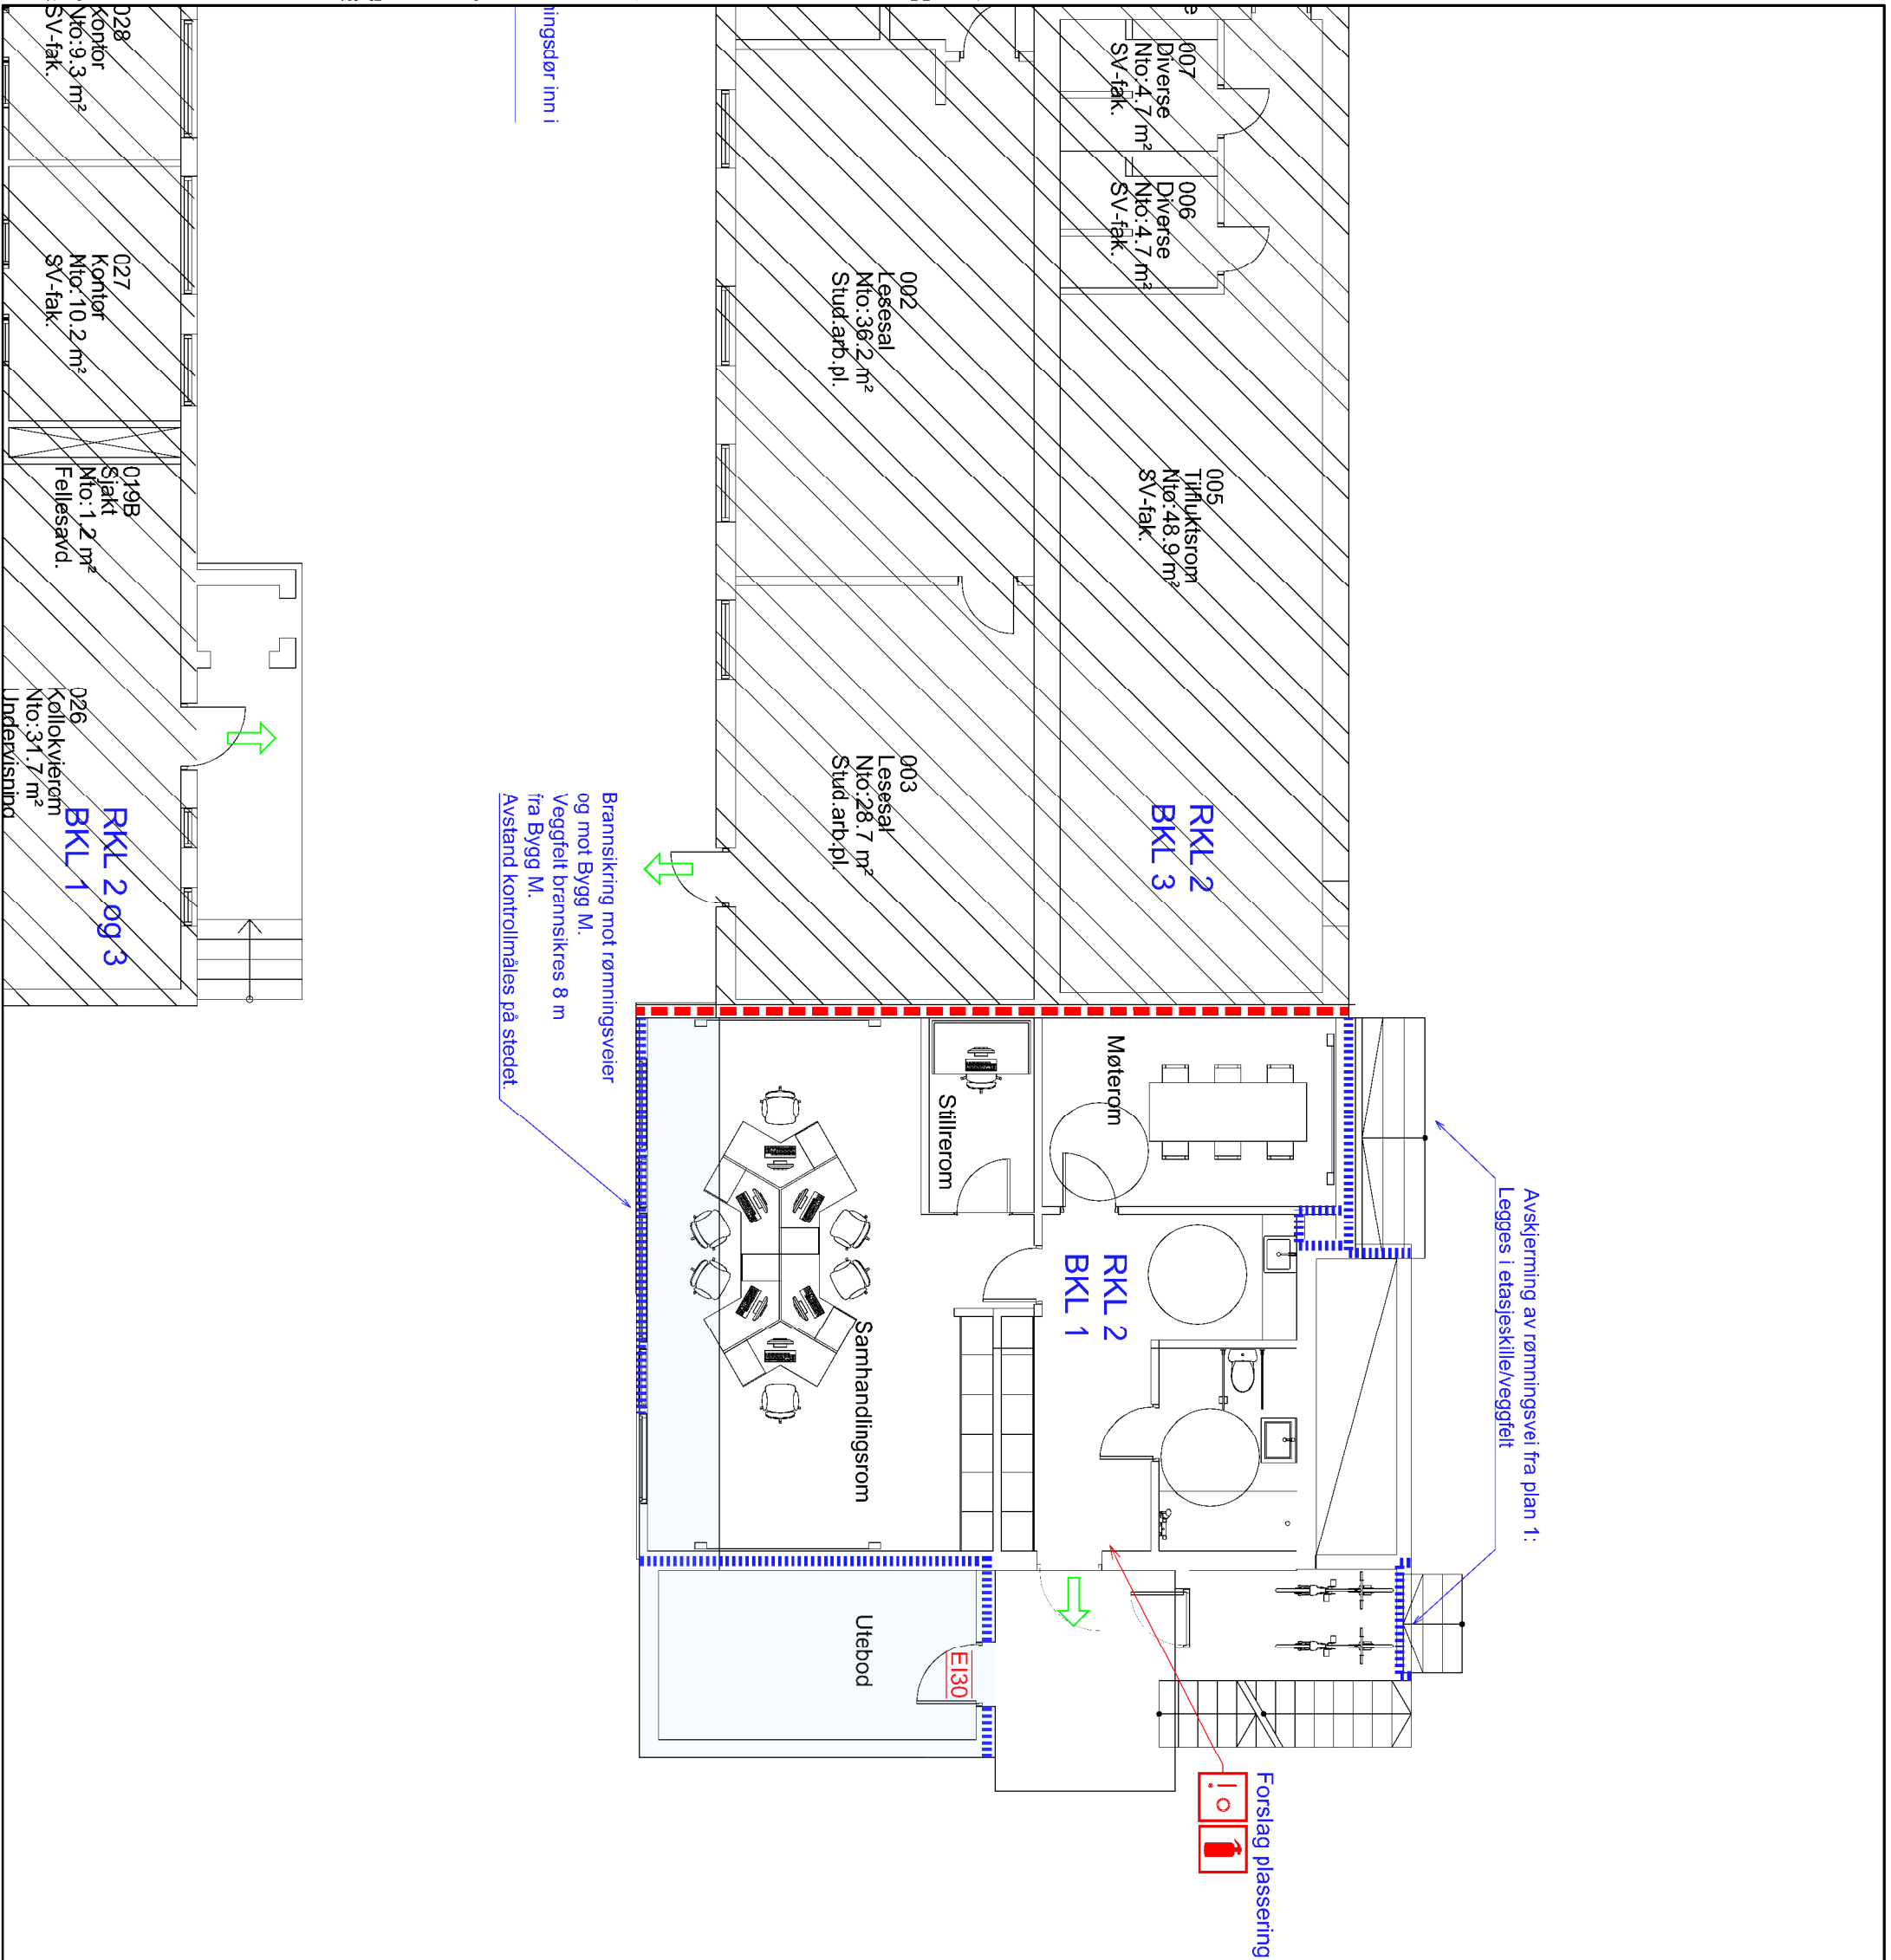 007
Diverse
Nto:4.7 m²
SV-fak.
006
Diverse
Nto:4.7 m²
SV-fak.
005
Tilfluktsrom
Nto:48.9 m²
SV-fak.
RKL 2
BKL 3
002
Lesesal
Nto:36.2 m²
Stud.arb.pl.
003
Lesesal
Nto:28.7 m²
Stud.arb.pl.
ningsdør inn i
028
Kontor
Nto:9.3 m²
SV-fak.
027
Kontor
Nto:10.2 m²
SV-fak.
019B
Sjakt
Nto:1.2 m²
Fellesavd.
026
Kollokvierom
Nto:31.7 m²
Undervisning
RKL 2 og 3
BKL 1
Brannsikring mot rømningsveier
og mot Bygg M.
Veggfelt brannsikres 8 m
fra Bygg M.
Avstand kontrollmåles på stedet.
Avskjerming av rømningsvei fra plan 1:
Legges i etasjeskille/veggfelt
Møterom
Stillrerom
RKL 2
BKL 1
Samhandlingsrom
Utebod
EI30
Forslag plassering